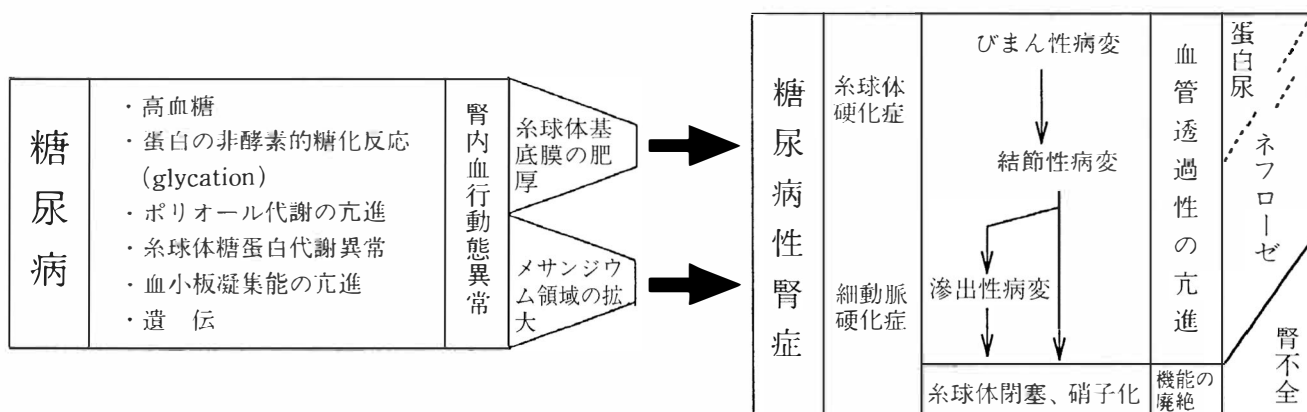 糖尿病
・高血糖
・蛋白の非酵素的糖化反応
(glycation)
・ポリオール代謝の亢進
・糸球体糖蛋白代謝異常
・血小板凝集能の亢進
・遺 伝
腎内血行動態異常
糸球体基
底膜の肥
厚
メサンジウ
ム領域の拡
大
糖尿病性腎症
糸球体
硬化症
細動脈
硬化症
びまん性病変
結節性病変
滲出性病変
糸球体閉塞、硝子化
血管透過性の亢進
機能の
廃絶
蛋白尿
ネフローゼ
腎不全